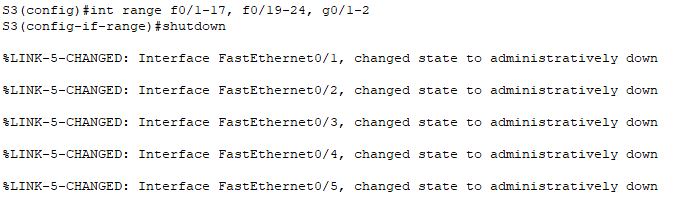 S3(config)#int range f0/1-17, f0/19-24, g0/1-2
S3(config-if-range)#shutdown
%LINK-5-CHANGED: Interface FastEthernet0/1, changed state to administratively down
%LINK-5-CHANGED: Interface FastEthernet0/2, changed state to administratively down
%LINK-5-CHANGED: Interface FastEthernet0/3, changed state to administratively down
%LINK-5-CHANGED: Interface FastEthernet0/4, changed state to administratively down
%LINK-5-CHANGED: Interface FastEthernet0/5, changed state to administratively down